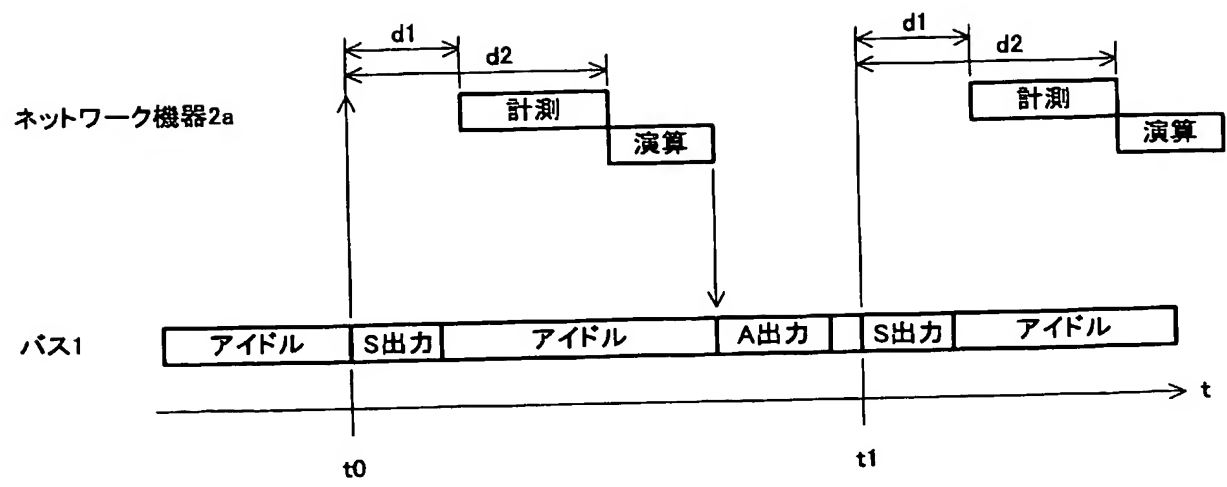 d1
d2
d1
d2
ネットワーク機器2a
計測
演算
計測
演算
バス1
アイドル
S出力
アイドル
A出力
S出力
アイドル
t
t0
t1